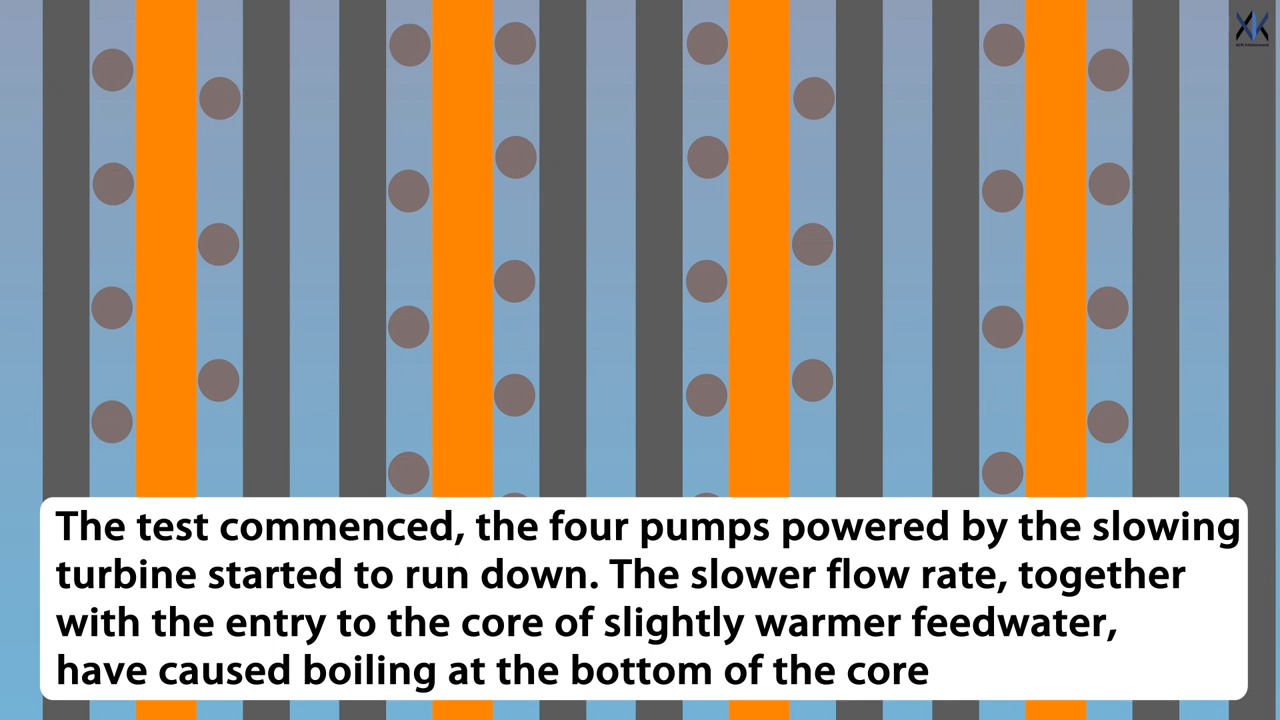 The test commenced, the four pumps powered by the slowing
turbine started to run down. The slower flow rate, together
with the entry to the core of slightly warmer feedwater,
have caused boiling at the bottom of the core